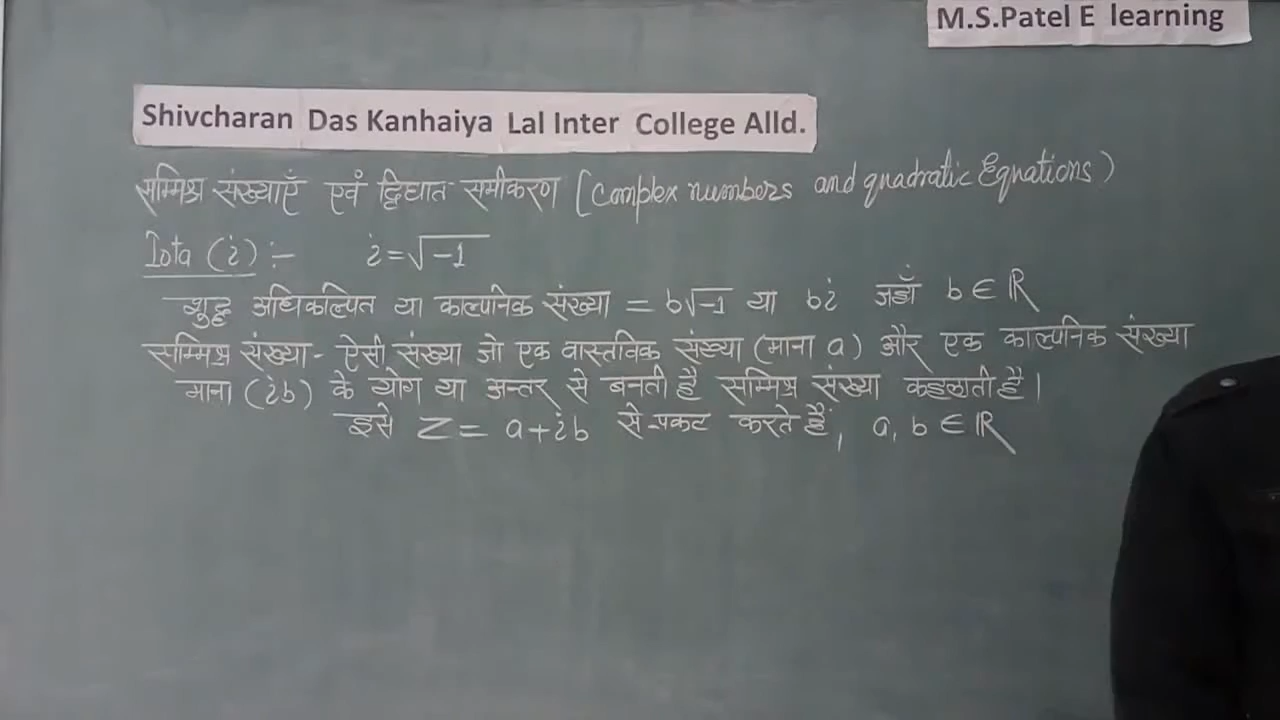 M.S.Patel E learning
Shivcharan Das Kanhaiya Lal Inter College Alld.
सम्मिश्र संख्याएँ एवं द्विघात समीकरण [Complex numbers and quadratic Equations)
Iota (i) :- i = √-1
शुद्ध अधिकल्पित या काल्पनिक संख्या = b√-1 या bi जहाँ b ∈ ℝ
सम्मिश्र संख्या - ऐसी संख्या जो एक वास्तविक संख्या (माना a) और एक काल्पनिक संख्या
माना (ib) के योग या अन्तर से बनती है सम्मिश्र संख्या कहलाती है।
इसे Z = a+ib से प्रकट करते हैं, a, b ∈ ℝ